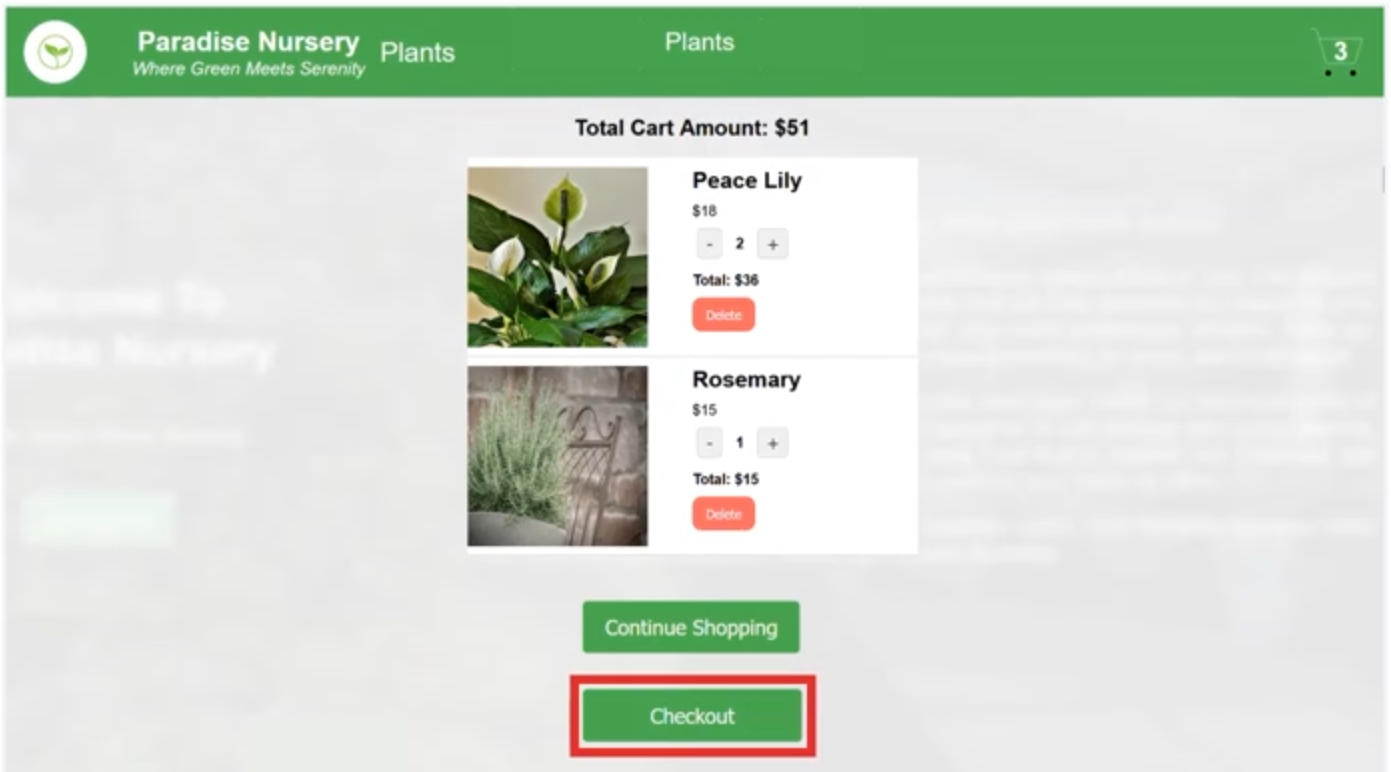 Paradise Nursery
Where Green Meets Serenity
Plants
Plants
3
Total Cart Amount: $51
Peace Lily
$18
- 2 +
Total: $36
Delete
Rosemary
$15
- 1 +
Total: $15
Delete
Continue Shopping
Checkout